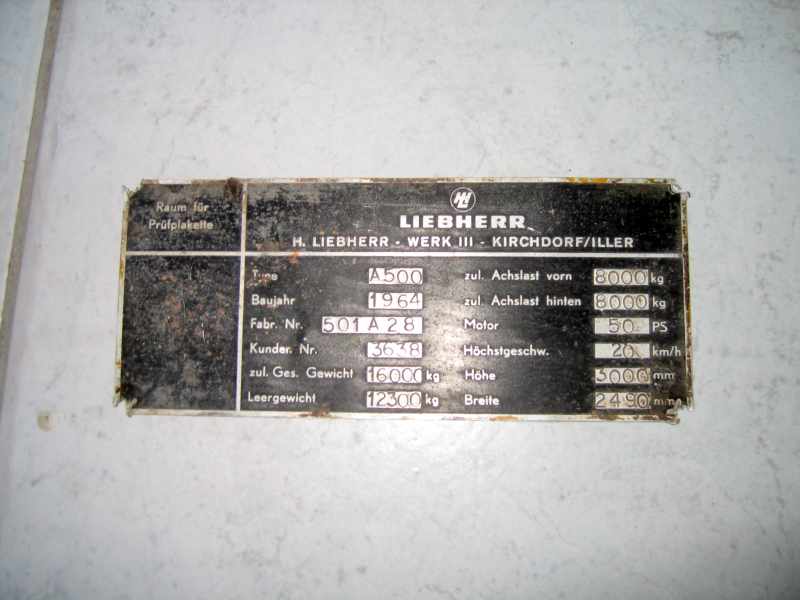 Raum für
Prüfplakette
LIEBHERR
H. LIEBHERR - WERK III - KIRCHDORF/ILLER
Type A500
Baujahr 1964
Fabr. Nr. 501 A 28
Kunden. Nr. 3638
zul. Ges. Gewicht 16000 kg
Leergewicht 12300 kg
zul. Achslast vorn 8000 kg
zul. Achslast hinten 8000 kg
Motor 50 PS
Höchstgeschw. 20 km/h
Höhe 3000 mm
Breite 2490 mm